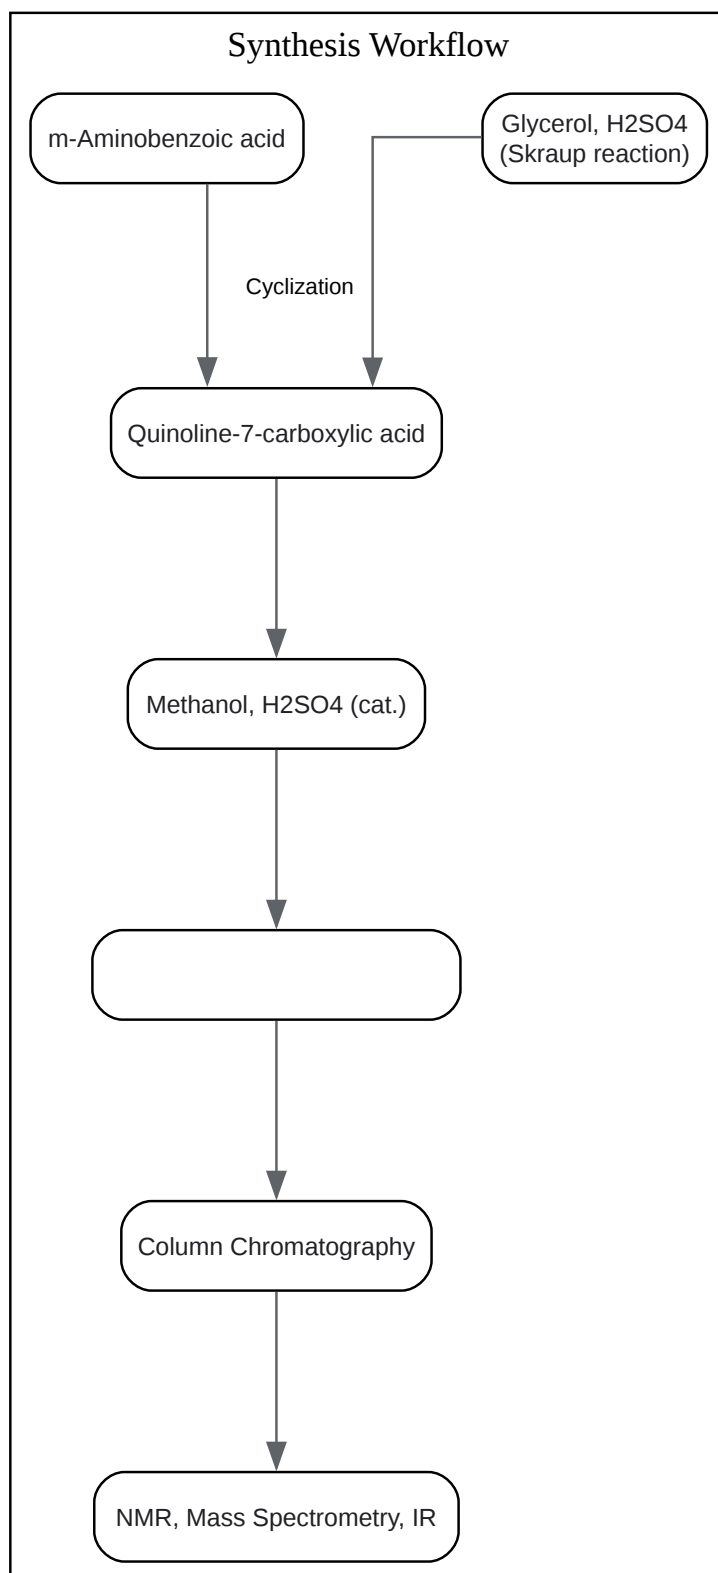 Synthesis Workflow
m-Aminobenzoic acid
Glycerol, H2SO4
(Skraup reaction)
Cyclization
Quinoline-7-carboxylic acid
Methanol, H2SO4 (cat.)
Column Chromatography
NMR, Mass Spectrometry, IR